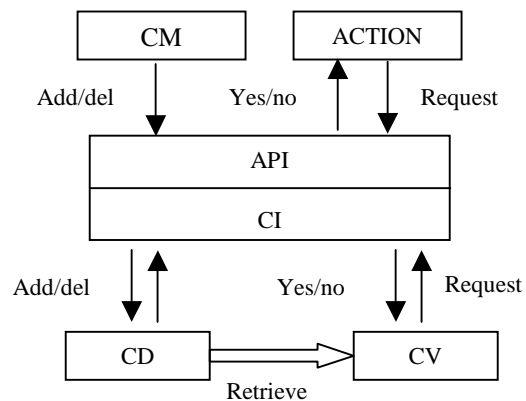 CM
ACTION
Add/del
Yes/no
Request
API
CI
Add/del
Yes/no
Request
CD
CV
Retrieve